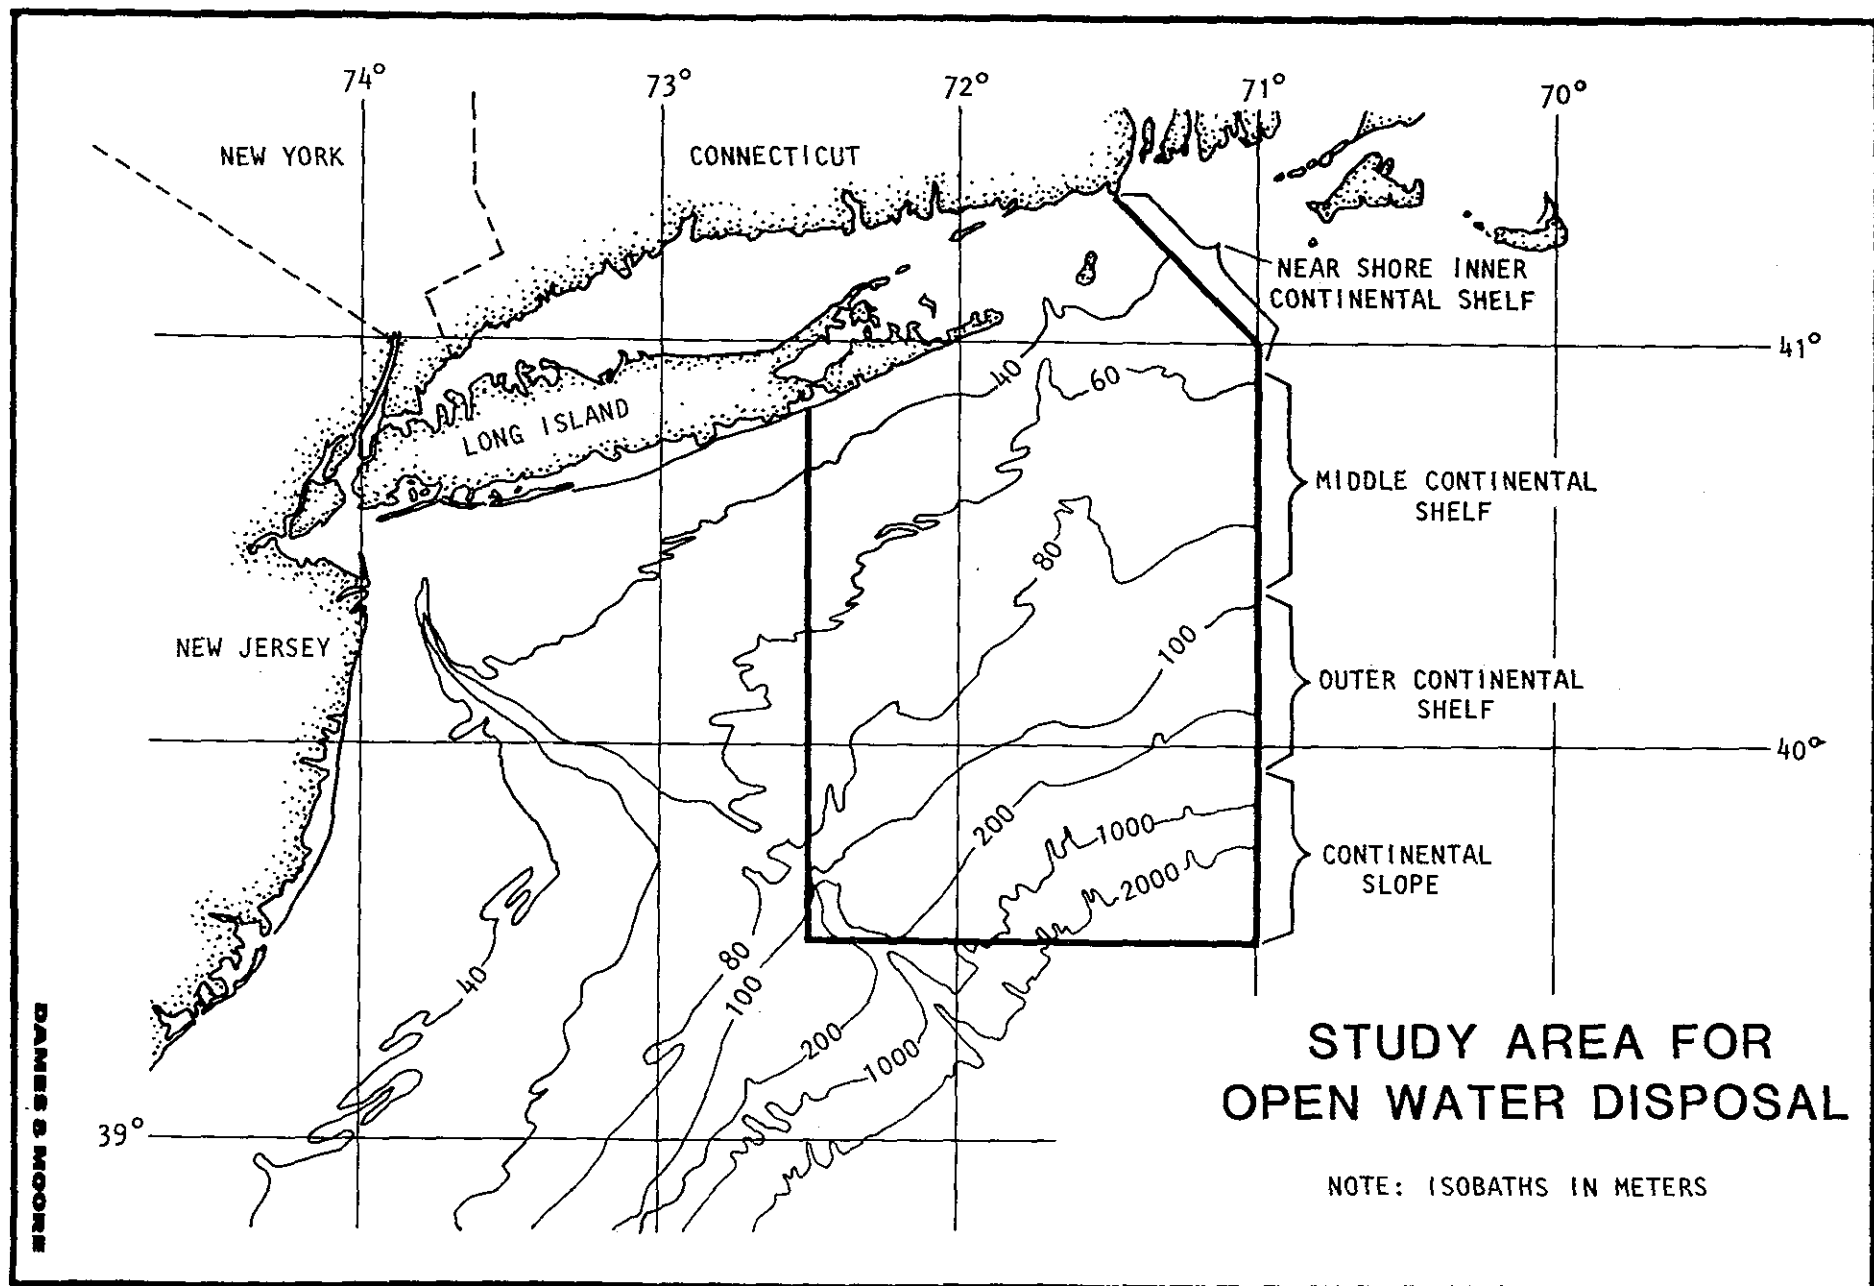 74°
73°
72°
71°
70°
NEW YORK
CONNECTICUT
NEAR SHORE INNER
CONTINENTAL SHELF
41°
40
60
LONG ISLAND
MIDDLE CONTINENTAL
SHELF
80
NEW JERSEY
100
OUTER CONTINENTAL
SHELF
40°
200
1000
2000
CONTINENTAL
SLOPE
80
40
100
200
1000
39°
STUDY AREA FOR
OPEN WATER DISPOSAL
NOTE: ISOBATHS IN METERS
DAMES & MOORE